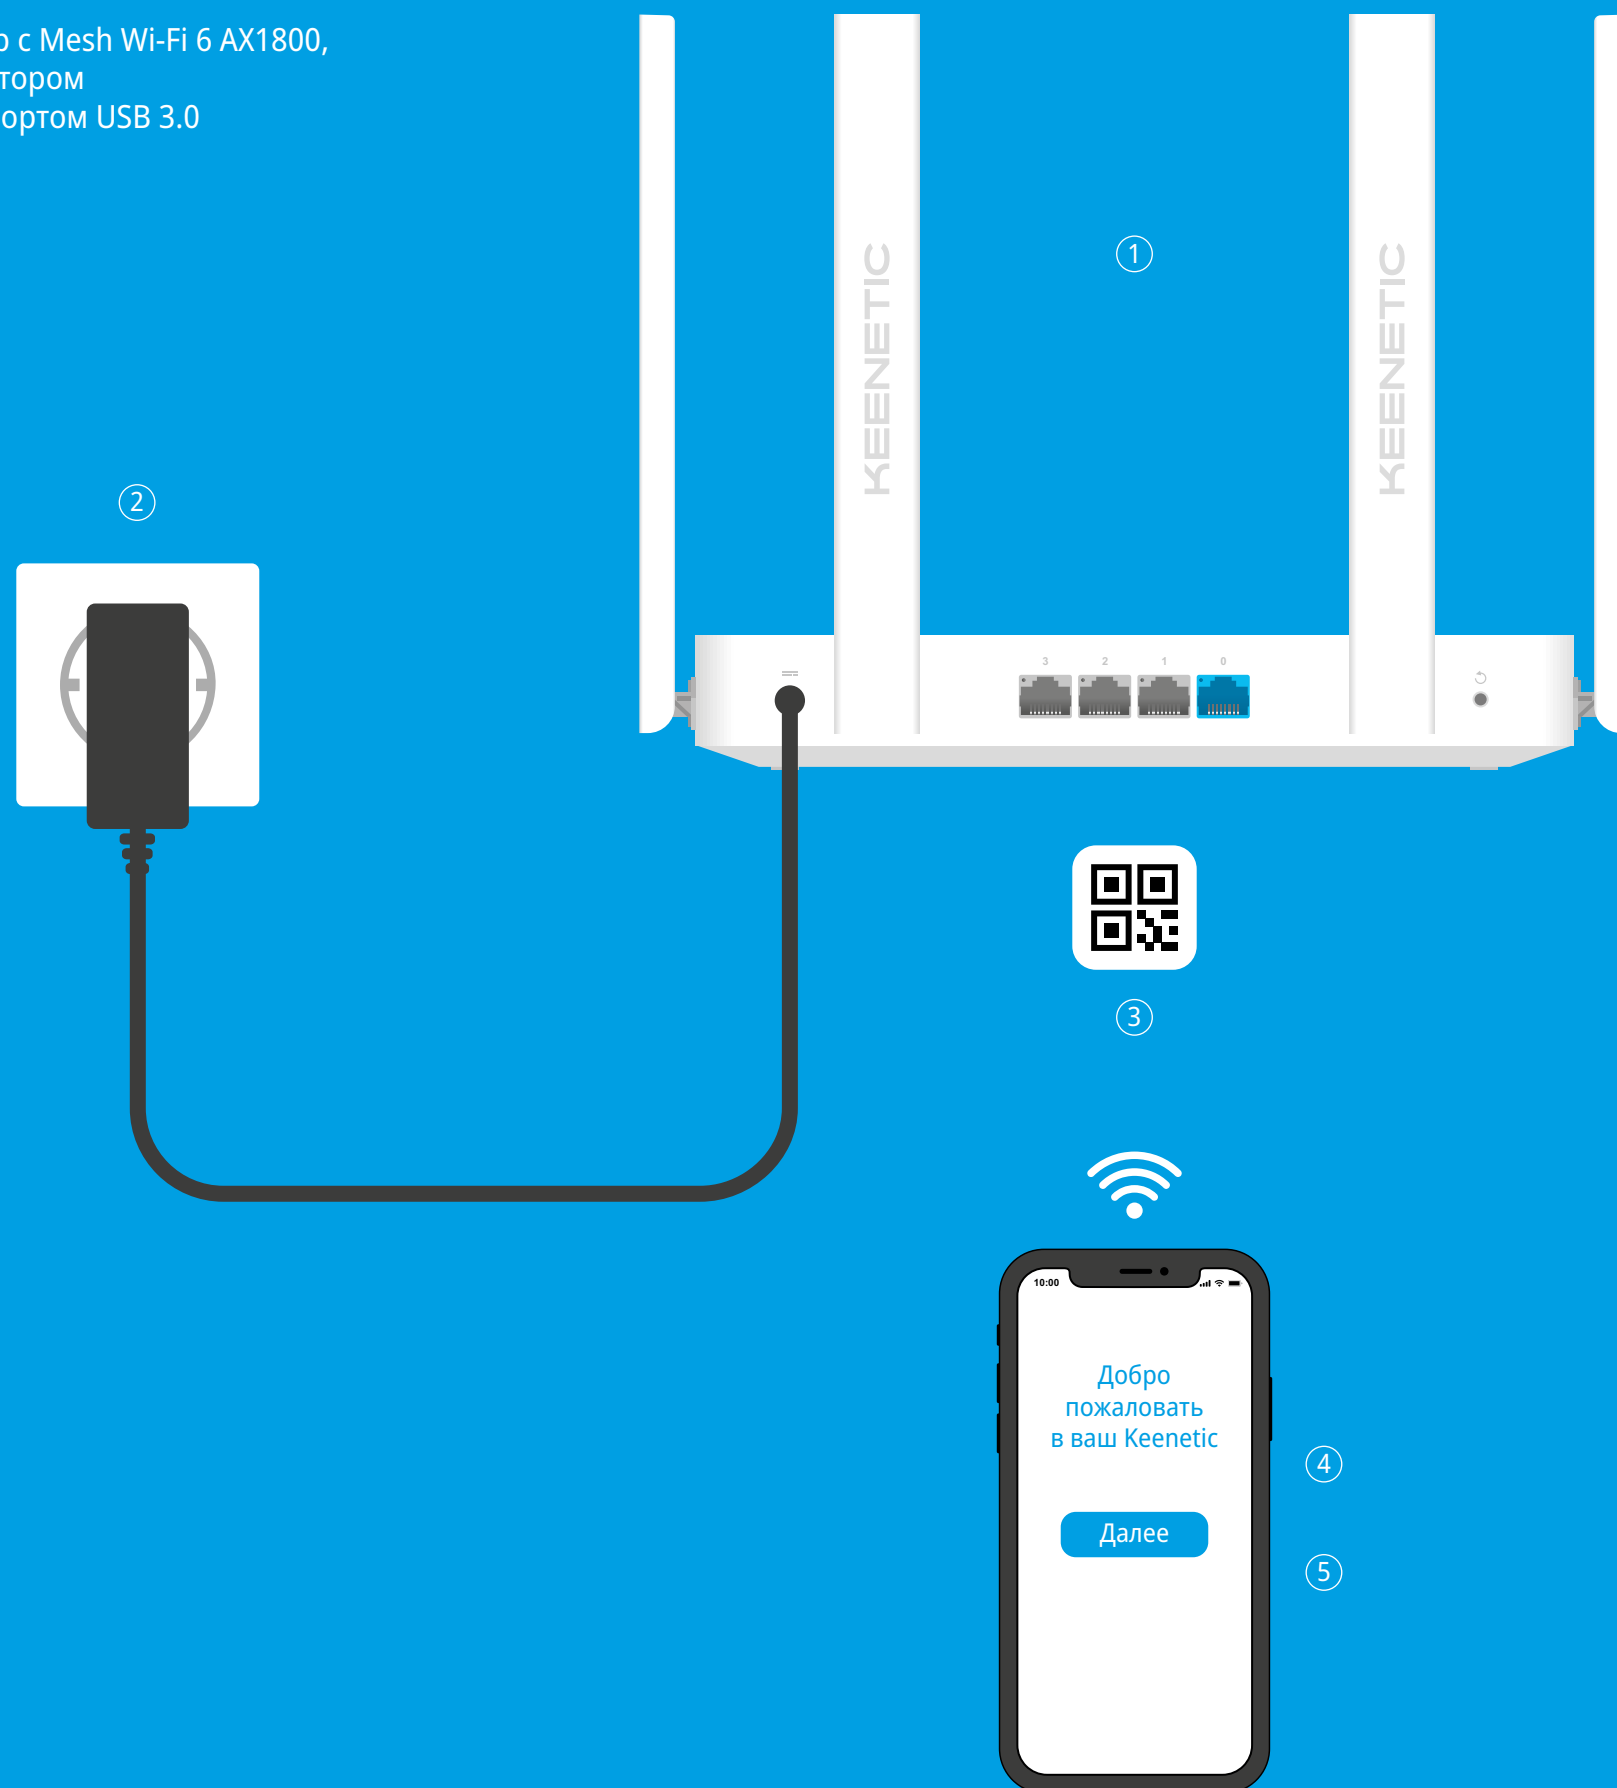 с Mesh Wi-Fi 6 AX1800,
тором
ортом USB 3.0
1
KEENETIC
KEENETIC
2
3 2 1 0
3
10:00
Добро
пожаловать
в ваш Keenetic
4
Далее
5